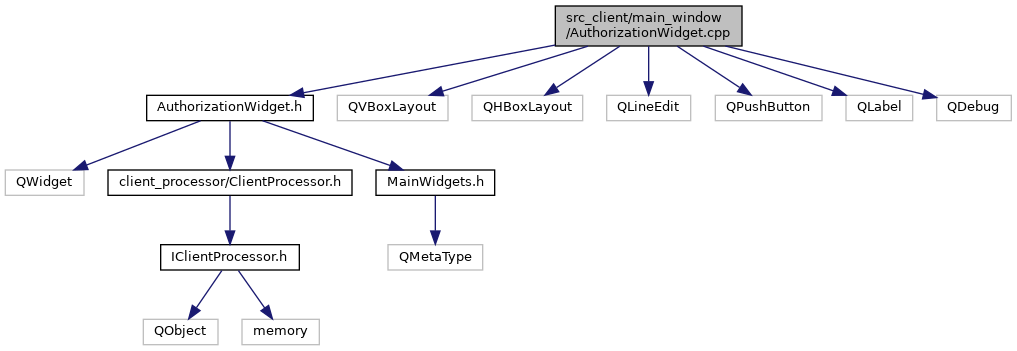 src_client/main_window
/AuthorizationWidget.cpp
AuthorizationWidget.h
QVBoxLayout
QHBoxLayout
QLineEdit
QPushButton
QLabel
QDebug
QWidget
client_processor/ClientProcessor.h
MainWidgets.h
IClientProcessor.h
QMetaType
QObject
memory